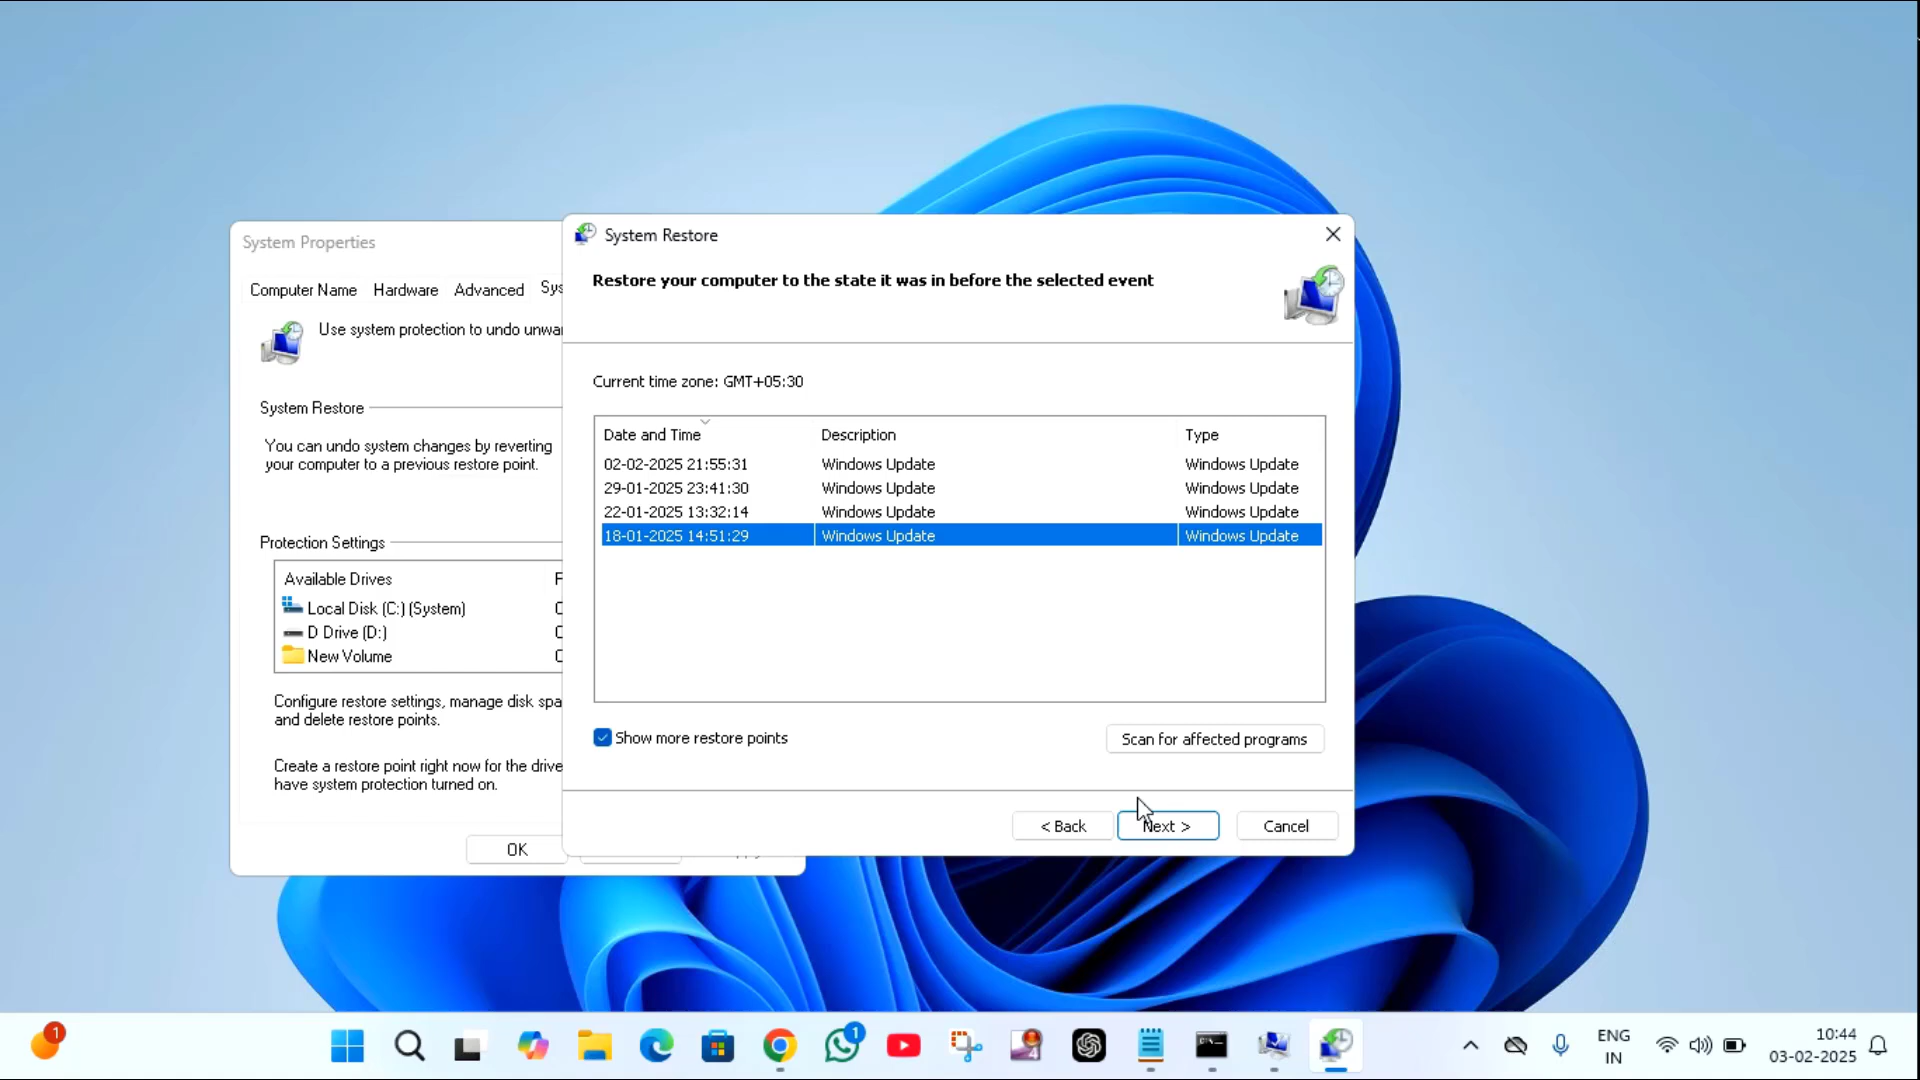 System Properties
Computer Name Hardware Advanced Sys
Use system protection to undo unwa
System Restore
You can undo system changes by reverting
your computer to a previous restore point.
Protection Settings
Available Drives
Local Disk (C:) (System)
D Drive (D:)
New Volume
Configure restore settings, manage disk spa
and delete restore points.
Create a restore point right now for the drive
have system protection turned on.
OK
System Restore
Restore your computer to the state it was in before the selected event
Current time zone: GMT+05:30
Date and Time Description Type
02-02-2025 21:55:31 Windows Update Windows Update
29-01-2025 23:41:30 Windows Update Windows Update
22-01-2025 13:32:14 Windows Update Windows Update
18-01-2025 14:51:29 Windows Update Windows Update
Show more restore points
Scan for affected programs
< Back Next > Cancel
1
1
4
ENG
IN
10:44
03-02-2025